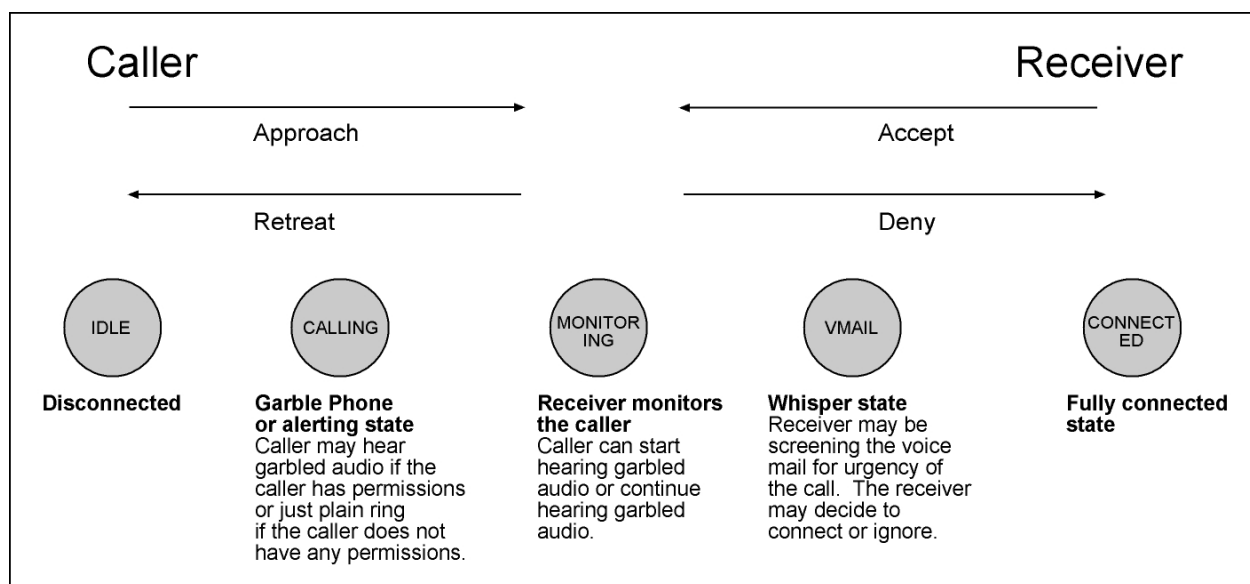 Caller
Receiver
Approach
Accept
Retreat
Deny
IDLE
CALLING
MONITOR
ING
VMAIL
CONNECT
ED
Disconnected
Garble Phone
or alerting state
Caller may hear
garbled audio if the
caller has permissions
or just plain ring
if the caller does not
have any permissions.
Receiver monitors
the caller
Caller can start
hearing garbled
audio or continue
hearing garbled
audio.
Whisper state
Receiver may be
screening the voice
mail for urgency of
the call.  The receiver
may decide to
connect or ignore.
Fully connected
state